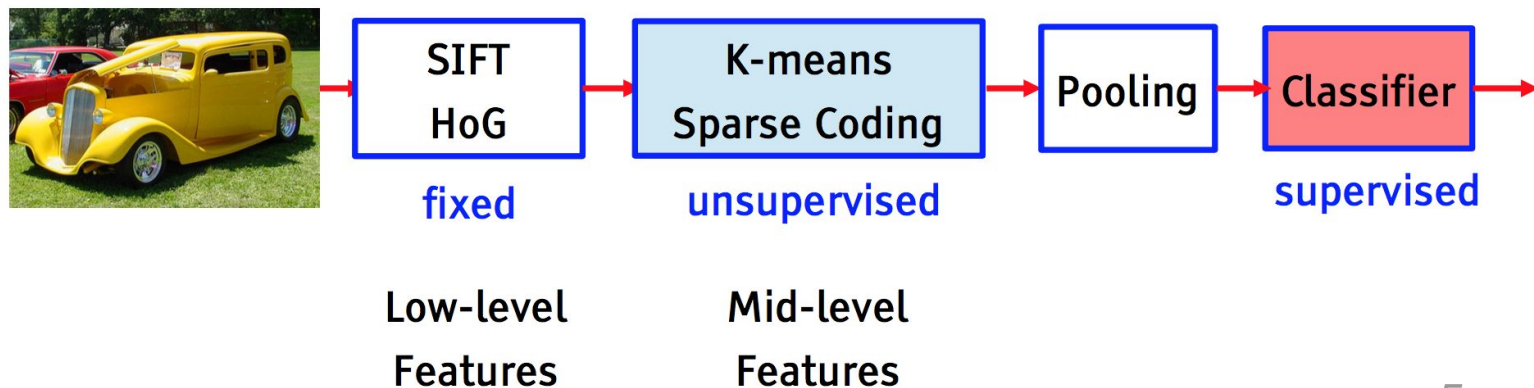 SIFT
HoG
K-means
Sparse Coding
Pooling
Classifier
fixed
unsupervised
supervised
Low-level
Features
Mid-level
Features